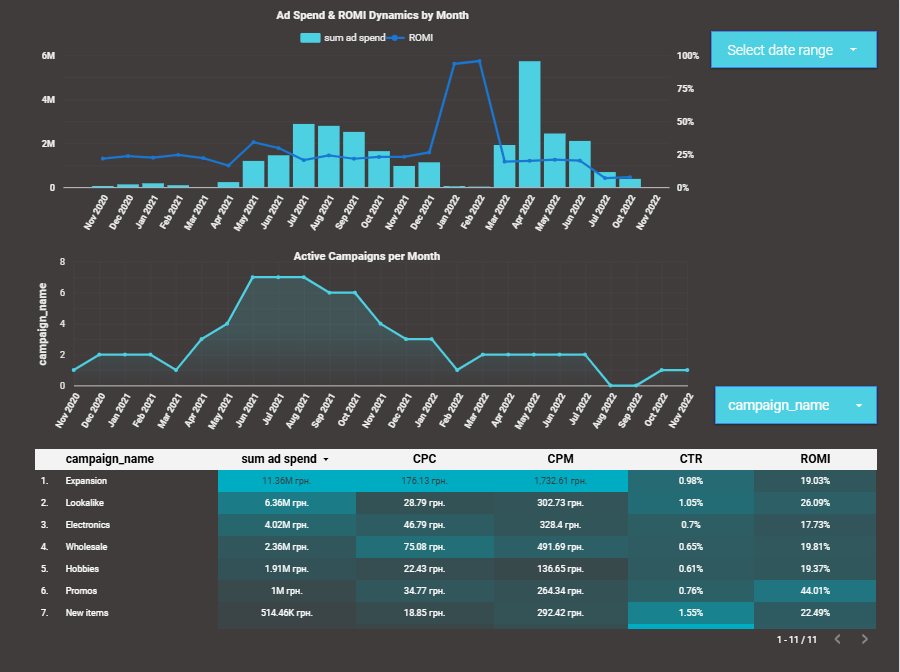 Ad Spend & ROMI Dynamics by Month
sum ad spend ROMI
Select date range
6M
4M
2M
0
100%
75%
50%
25%
0%
Nov 2020 Dec 2020 Jan 2021 Feb 2021 Mar 2021 Apr 2021 May 2021 Jun 2021 Jul 2021 Aug 2021 Sep 2021 Oct 2021 Nov 2021 Dec 2021 Jan 2022 Feb 2022 Mar 2022 Apr 2022 May 2022 Jun 2022 Jul 2022 Oct 2022 Nov 2022
Active Campaigns per Month
campaign_name
8
6
4
2
0
Nov 2020 Dec 2020 Jan 2021 Feb 2021 Mar 2021 Apr 2021 May 2021 Jun 2021 Jul 2021 Aug 2021 Sep 2021 Oct 2021 Nov 2021 Dec 2021 Jan 2022 Feb 2022 Mar 2022 Apr 2022 May 2022 Jun 2022 Jul 2022 Aug 2022 Sep 2022 Oct 2022 Nov 2022
campaign_name
campaign_name sum ad spend CPC CPM CTR ROMI
1. Expansion 11.36M грн. 176.13 грн. 1,732.61 грн. 0.98% 19.03%
2. Lookalike 6.36M грн. 28.79 грн. 302.73 грн. 1.05% 26.09%
3. Electronics 4.02M грн. 46.79 грн. 328.4 грн. 0.7% 17.73%
4. Wholesale 2.36M грн. 75.08 грн. 491.69 грн. 0.65% 19.81%
5. Hobbies 1.91M грн. 22.43 грн. 136.65 грн. 0.61% 19.37%
6. Promos 1M грн. 34.77 грн. 264.34 грн. 0.76% 44.01%
7. New items 514.46K грн. 18.85 грн. 292.42 грн. 1.55% 22.49%
1 - 11 / 11